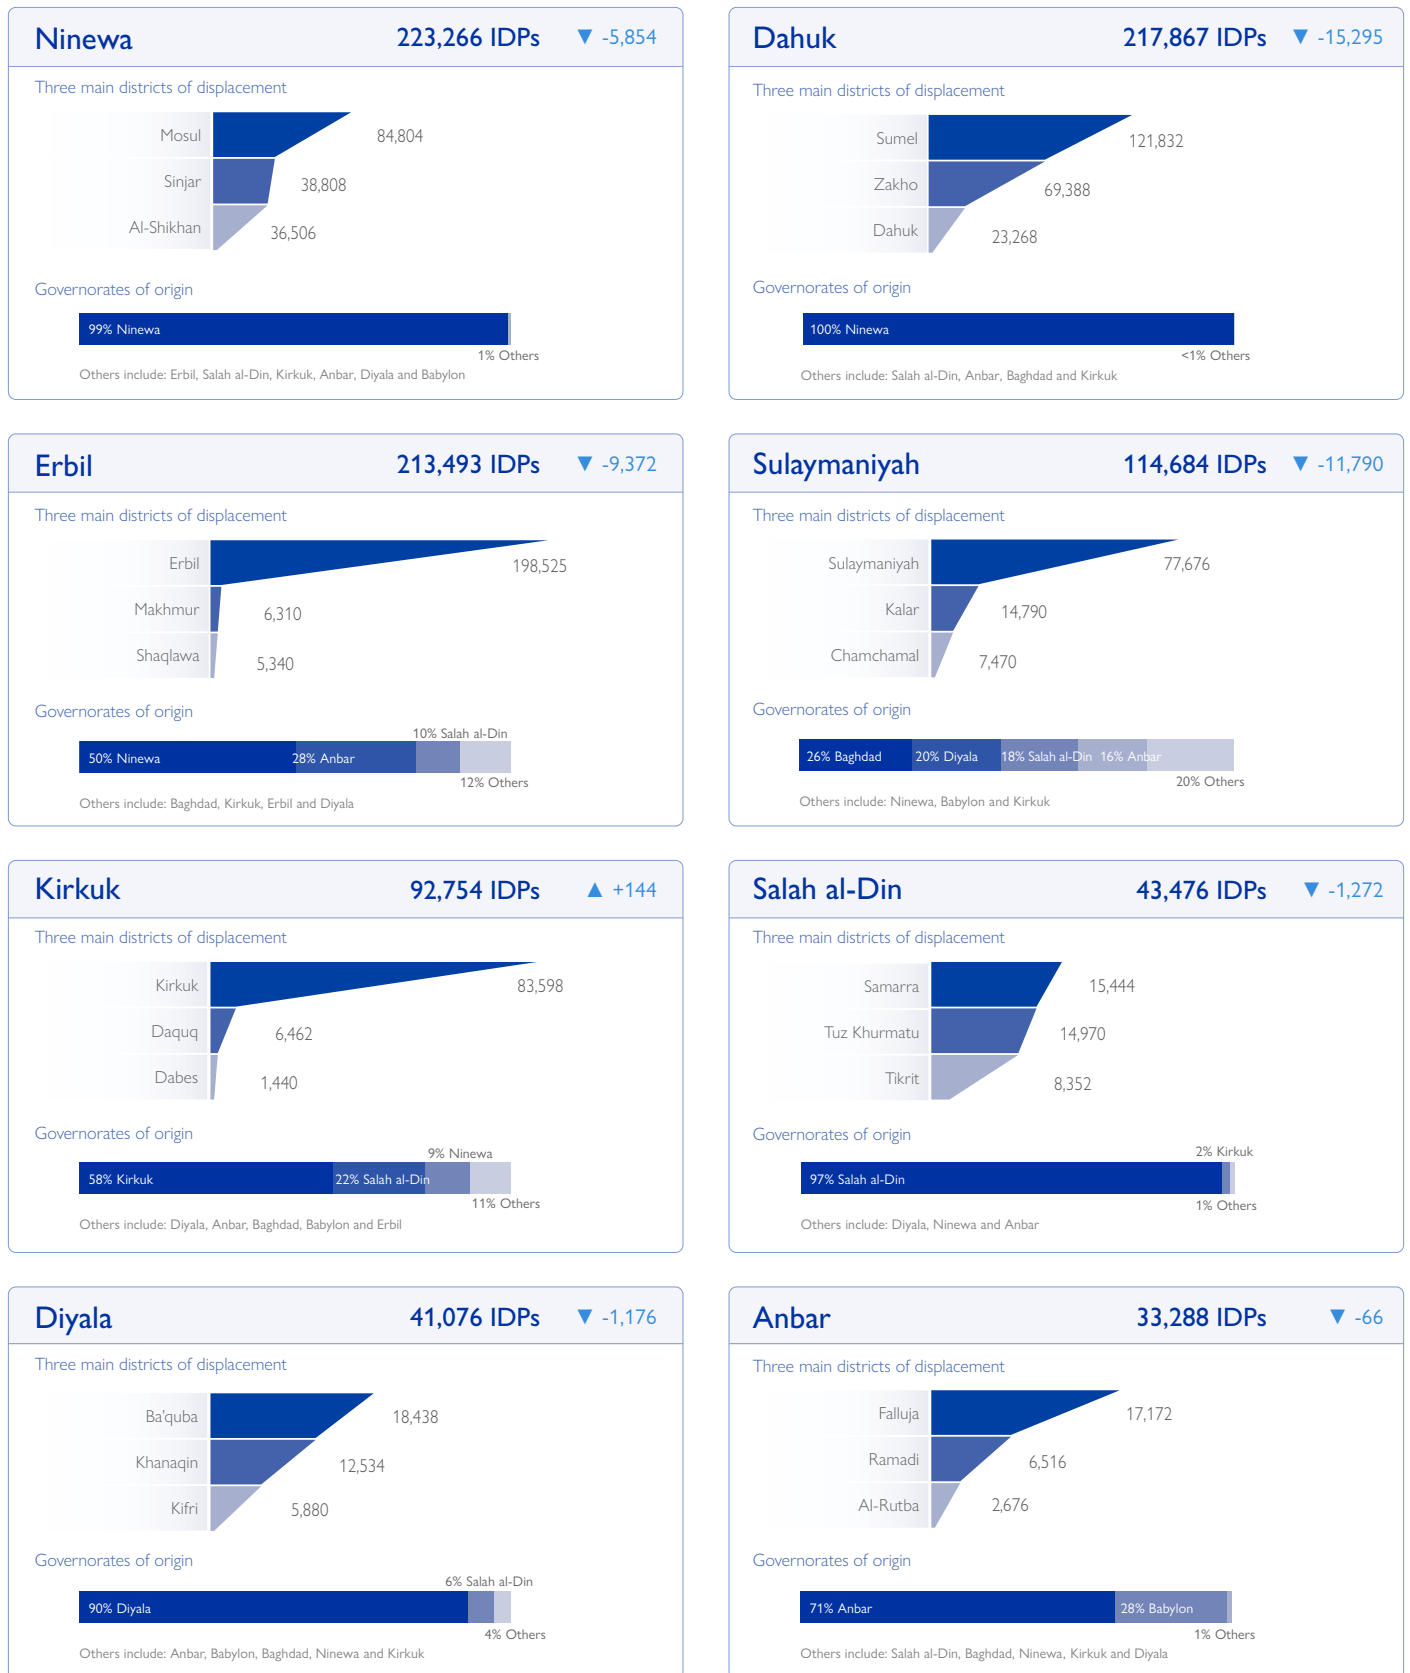 Ninewa 223,266 IDPs ▼ -5,854
Three main districts of displacement
Mosul 84,804
Sinjar 38,808
Al-Shikhan 36,506
Governorates of origin
99% Ninewa
1% Others
Others include: Erbil, Salah al-Din, Kirkuk, Anbar, Diyala and Babylon
Dahuk 217,867 IDPs ▼ -15,295
Three main districts of displacement
Sumel 121,832
Zakho 69,388
Dahuk 23,268
Governorates of origin
100% Ninewa
<1% Others
Others include: Salah al-Din, Anbar, Baghdad and Kirkuk
Erbil 213,493 IDPs ▼ -9,372
Three main districts of displacement
Erbil 198,525
Makhmur 6,310
Shaqlawa 5,340
Governorates of origin
10% Salah al-Din
50% Ninewa 28% Anbar
12% Others
Others include: Baghdad, Kirkuk, Erbil and Diyala
Sulaymaniyah 114,684 IDPs ▼ -11,790
Three main districts of displacement
Sulaymaniyah 77,676
Kalar 14,790
Chamchamal 7,470
Governorates of origin
26% Baghdad 20% Diyala 18% Salah al-Din 16% Anbar
20% Others
Others include: Ninewa, Babylon and Kirkuk
Kirkuk 92,754 IDPs ▲ +144
Three main districts of displacement
Kirkuk 83,598
Daquq 6,462
Dabes 1,440
Governorates of origin
9% Ninewa
58% Kirkuk 22% Salah al-Din
11% Others
Others include: Diyala, Anbar, Baghdad, Babylon and Erbil
Salah al-Din 43,476 IDPs ▼ -1,272
Three main districts of displacement
Samarra 15,444
Tuz Khurmatu 14,970
Tikrit 8,352
Governorates of origin
2% Kirkuk
97% Salah al-Din
1% Others
Others include: Diyala, Ninewa and Anbar
Diyala 41,076 IDPs ▼ -1,176
Three main districts of displacement
Ba'quba 18,438
Khanaqin 12,534
Kifri 5,880
Governorates of origin
6% Salah al-Din
90% Diyala
4% Others
Others include: Anbar, Babylon, Baghdad, Ninewa and Kirkuk
Anbar 33,288 IDPs ▼ -66
Three main districts of displacement
Falluja 17,172
Ramadi 6,516
Al-Rutba 2,676
Governorates of origin
71% Anbar 28% Babylon
1% Others
Others include: Salah al-Din, Baghdad, Ninewa, Kirkuk and Diyala